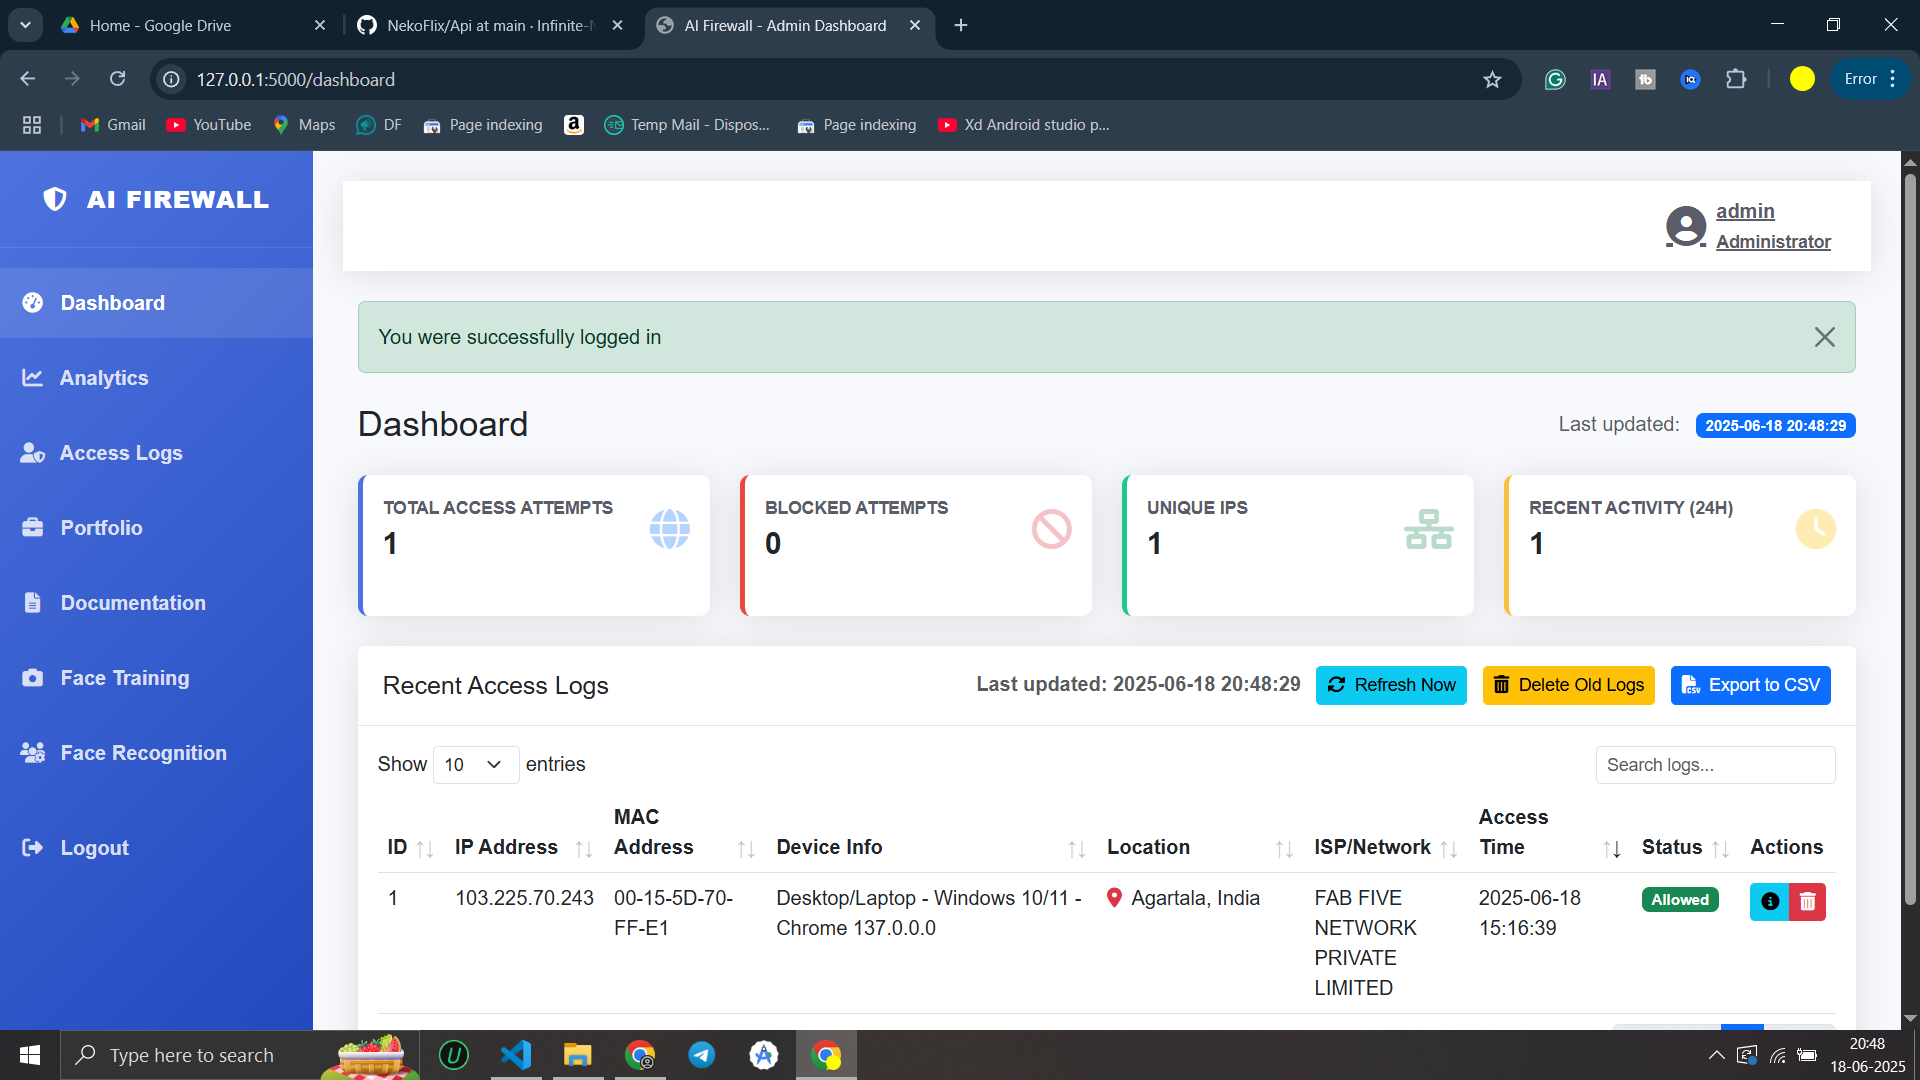 Home - Google Drive
NekoFlix/Api at main · Infinite-N
AI Firewall - Admin Dashboard
127.0.0.1:5000/dashboard
IA
tb
IQ
Error
Gmail
YouTube
Maps
DF
Page indexing
a
Temp Mail - Dispos...
Page indexing
Xd Android studio p...
AI FIREWALL
admin
Administrator
Dashboard
Analytics
Access Logs
Portfolio
Documentation
Face Training
Face Recognition
Logout
You were successfully logged in
Dashboard
Last updated: 2025-06-18 20:48:29
TOTAL ACCESS ATTEMPTS
1
BLOCKED ATTEMPTS
0
UNIQUE IPS
1
RECENT ACTIVITY (24H)
1
Recent Access Logs
Last updated: 2025-06-18 20:48:29
Refresh Now
Delete Old Logs
CSV
Export to CSV
Show 10 entries
Search logs...
ID
IP Address
MAC
Address
Device Info
Location
ISP/Network
Access
Time
Status
Actions
1
103.225.70.243
00-15-5D-70-
FF-E1
Desktop/Laptop - Windows 10/11 -
Chrome 137.0.0.0
Agartala, India
FAB FIVE
NETWORK
PRIVATE
LIMITED
2025-06-18
15:16:39
Allowed
Type here to search
20:48
18-06-2025